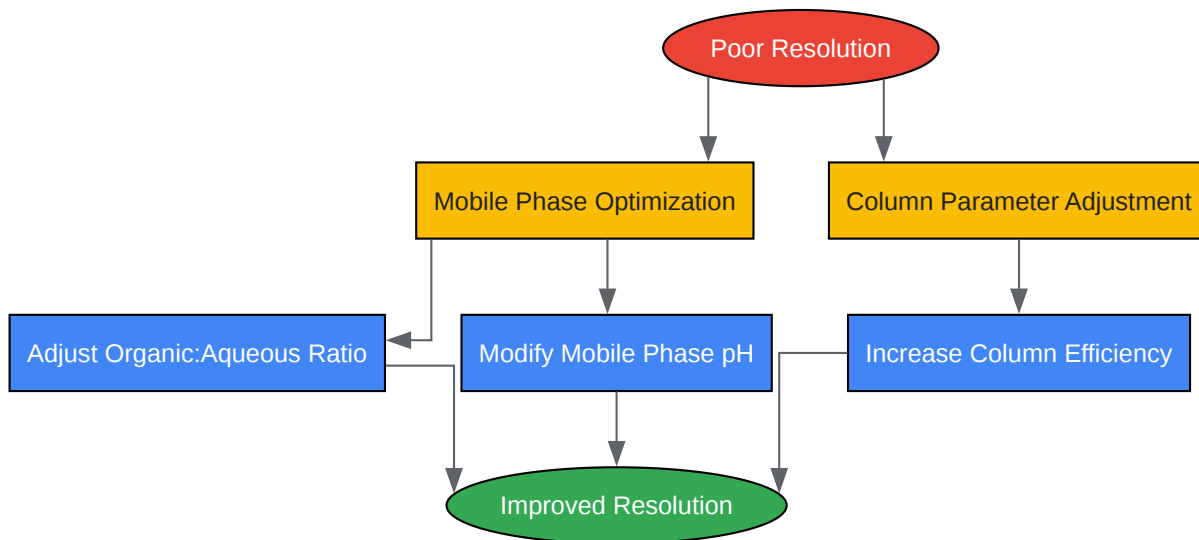 Poor Resolution
Mobile Phase Optimization
Column Parameter Adjustment
Adjust Organic:Aqueous Ratio
Modify Mobile Phase pH
Increase Column Efficiency
Improved Resolution